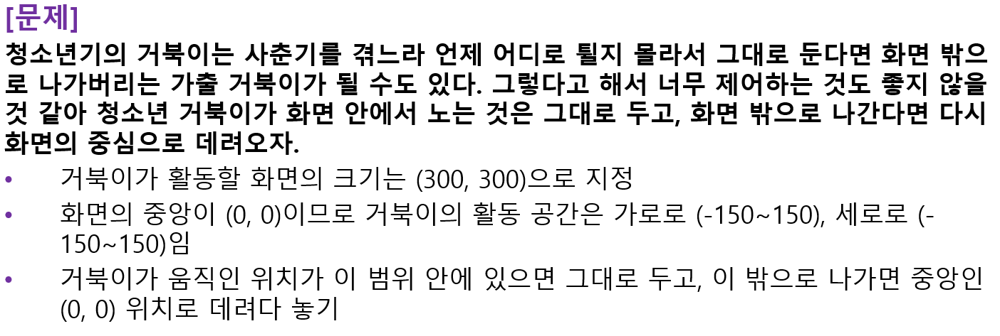 [문제]
청소년기의 거북이는 사춘기를 겪느라 언제 어디로 튈지 몰라서 그대로 둔다면 화면 밖으
로 나가버리는 가출 거북이가 될 수도 있다. 그렇다고 해서 너무 제어하는 것도 좋지 않을
것 같아 청소년 거북이가 화면 안에서 노는 것은 그대로 두고, 화면 밖으로 나간다면 다시
화면의 중심으로 데려오자.
• 거북이가 활동할 화면의 크기는 (300, 300)으로 지정
• 화면의 중앙이 (0, 0)이므로 거북이의 활동 공간은 가로로 (-150~150), 세로로 (-
150~150)임
• 거북이가 움직인 위치가 이 범위 안에 있으면 그대로 두고, 이 밖으로 나가면 중앙인
(0, 0) 위치로 데려다 놓기